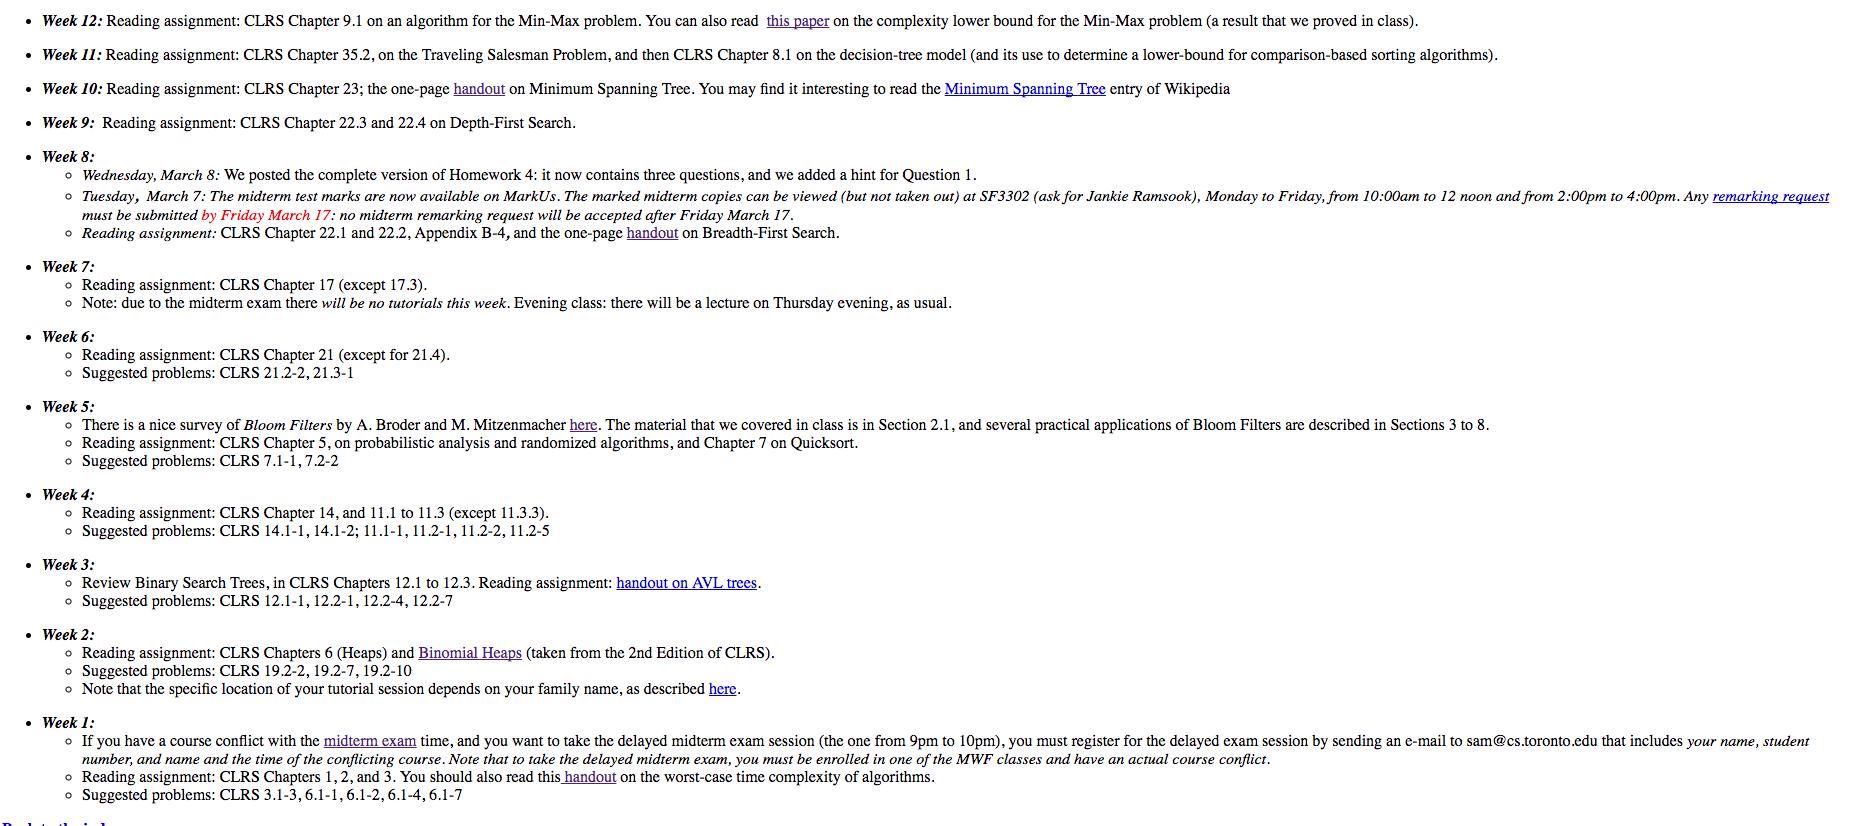 • Week 12: Reading assignment: CLRS Chapter 9.1 on an algorithm for the Min-Max problem. You can also read this paper on the complexity lower bound for the Min-Max problem (a result that we proved in class).
• Week 11: Reading assignment: CLRS Chapter 35.2, on the Traveling Salesman Problem, and then CLRS Chapter 8.1 on the decision-tree model (and its use to determine a lower-bound for comparison-based sorting algorithms).
• Week 10: Reading assignment: CLRS Chapter 23; the one-page handout on Minimum Spanning Tree. You may find it interesting to read the Minimum Spanning Tree entry of Wikipedia
• Week 9: Reading assignment: CLRS Chapter 22.3 and 22.4 on Depth-First Search.
• Week 8:
◦ Wednesday, March 8: We posted the complete version of Homework 4: it now contains three questions, and we added a hint for Question 1.
◦ Tuesday, March 7: The midterm test marks are now available on MarkUs. The marked midterm copies can be viewed (but not taken out) at SF3302 (ask for Jankie Ramsook), Monday to Friday, from 10:00am to 12 noon and from 2:00pm to 4:00pm. Any remarking request
must be submitted by Friday March 17: no midterm remarking request will be accepted after Friday March 17.
◦ Reading assignment: CLRS Chapter 22.1 and 22.2, Appendix B-4, and the one-page handout on Breadth-First Search.
• Week 7:
◦ Reading assignment: CLRS Chapter 17 (except 17.3).
◦ Note: due to the midterm exam there will be no tutorials this week. Evening class: there will be a lecture on Thursday evening, as usual.
• Week 6:
◦ Reading assignment: CLRS Chapter 21 (except for 21.4).
◦ Suggested problems: CLRS 21.2-2, 21.3-1
• Week 5:
◦ There is a nice survey of Bloom Filters by A. Broder and M. Mitzenmacher here. The material that we covered in class is in Section 2.1, and several practical applications of Bloom Filters are described in Sections 3 to 8.
◦ Reading assignment: CLRS Chapter 5, on probabilistic analysis and randomized algorithms, and Chapter 7 on Quicksort.
◦ Suggested problems: CLRS 7.1-1, 7.2-2
• Week 4:
◦ Reading assignment: CLRS Chapter 14, and 11.1 to 11.3 (except 11.3.3).
◦ Suggested problems: CLRS 14.1-1, 14.1-2; 11.1-1, 11.2-1, 11.2-2, 11.2-5
• Week 3:
◦ Review Binary Search Trees, in CLRS Chapters 12.1 to 12.3. Reading assignment: handout on AVL trees.
◦ Suggested problems: CLRS 12.1-1, 12.2-1, 12.2-4, 12.2-7
• Week 2:
◦ Reading assignment: CLRS Chapters 6 (Heaps) and Binomial Heaps (taken from the 2nd Edition of CLRS).
◦ Suggested problems: CLRS 19.2-2, 19.2-7, 19.2-10
◦ Note that the specific location of your tutorial session depends on your family name, as described here.
• Week 1:
◦ If you have a course conflict with the midterm exam time, and you want to take the delayed midterm exam session (the one from 9pm to 10pm), you must register for the delayed exam session by sending an e-mail to sam@cs.toronto.edu that includes your name, student
number, and name and the time of the conflicting course. Note that to take the delayed midterm exam, you must be enrolled in one of the MWF classes and have an actual course conflict.
◦ Reading assignment: CLRS Chapters 1, 2, and 3. You should also read this handout on the worst-case time complexity of algorithms.
◦ Suggested problems: CLRS 3.1-3, 6.1-1, 6.1-2, 6.1-4, 6.1-7